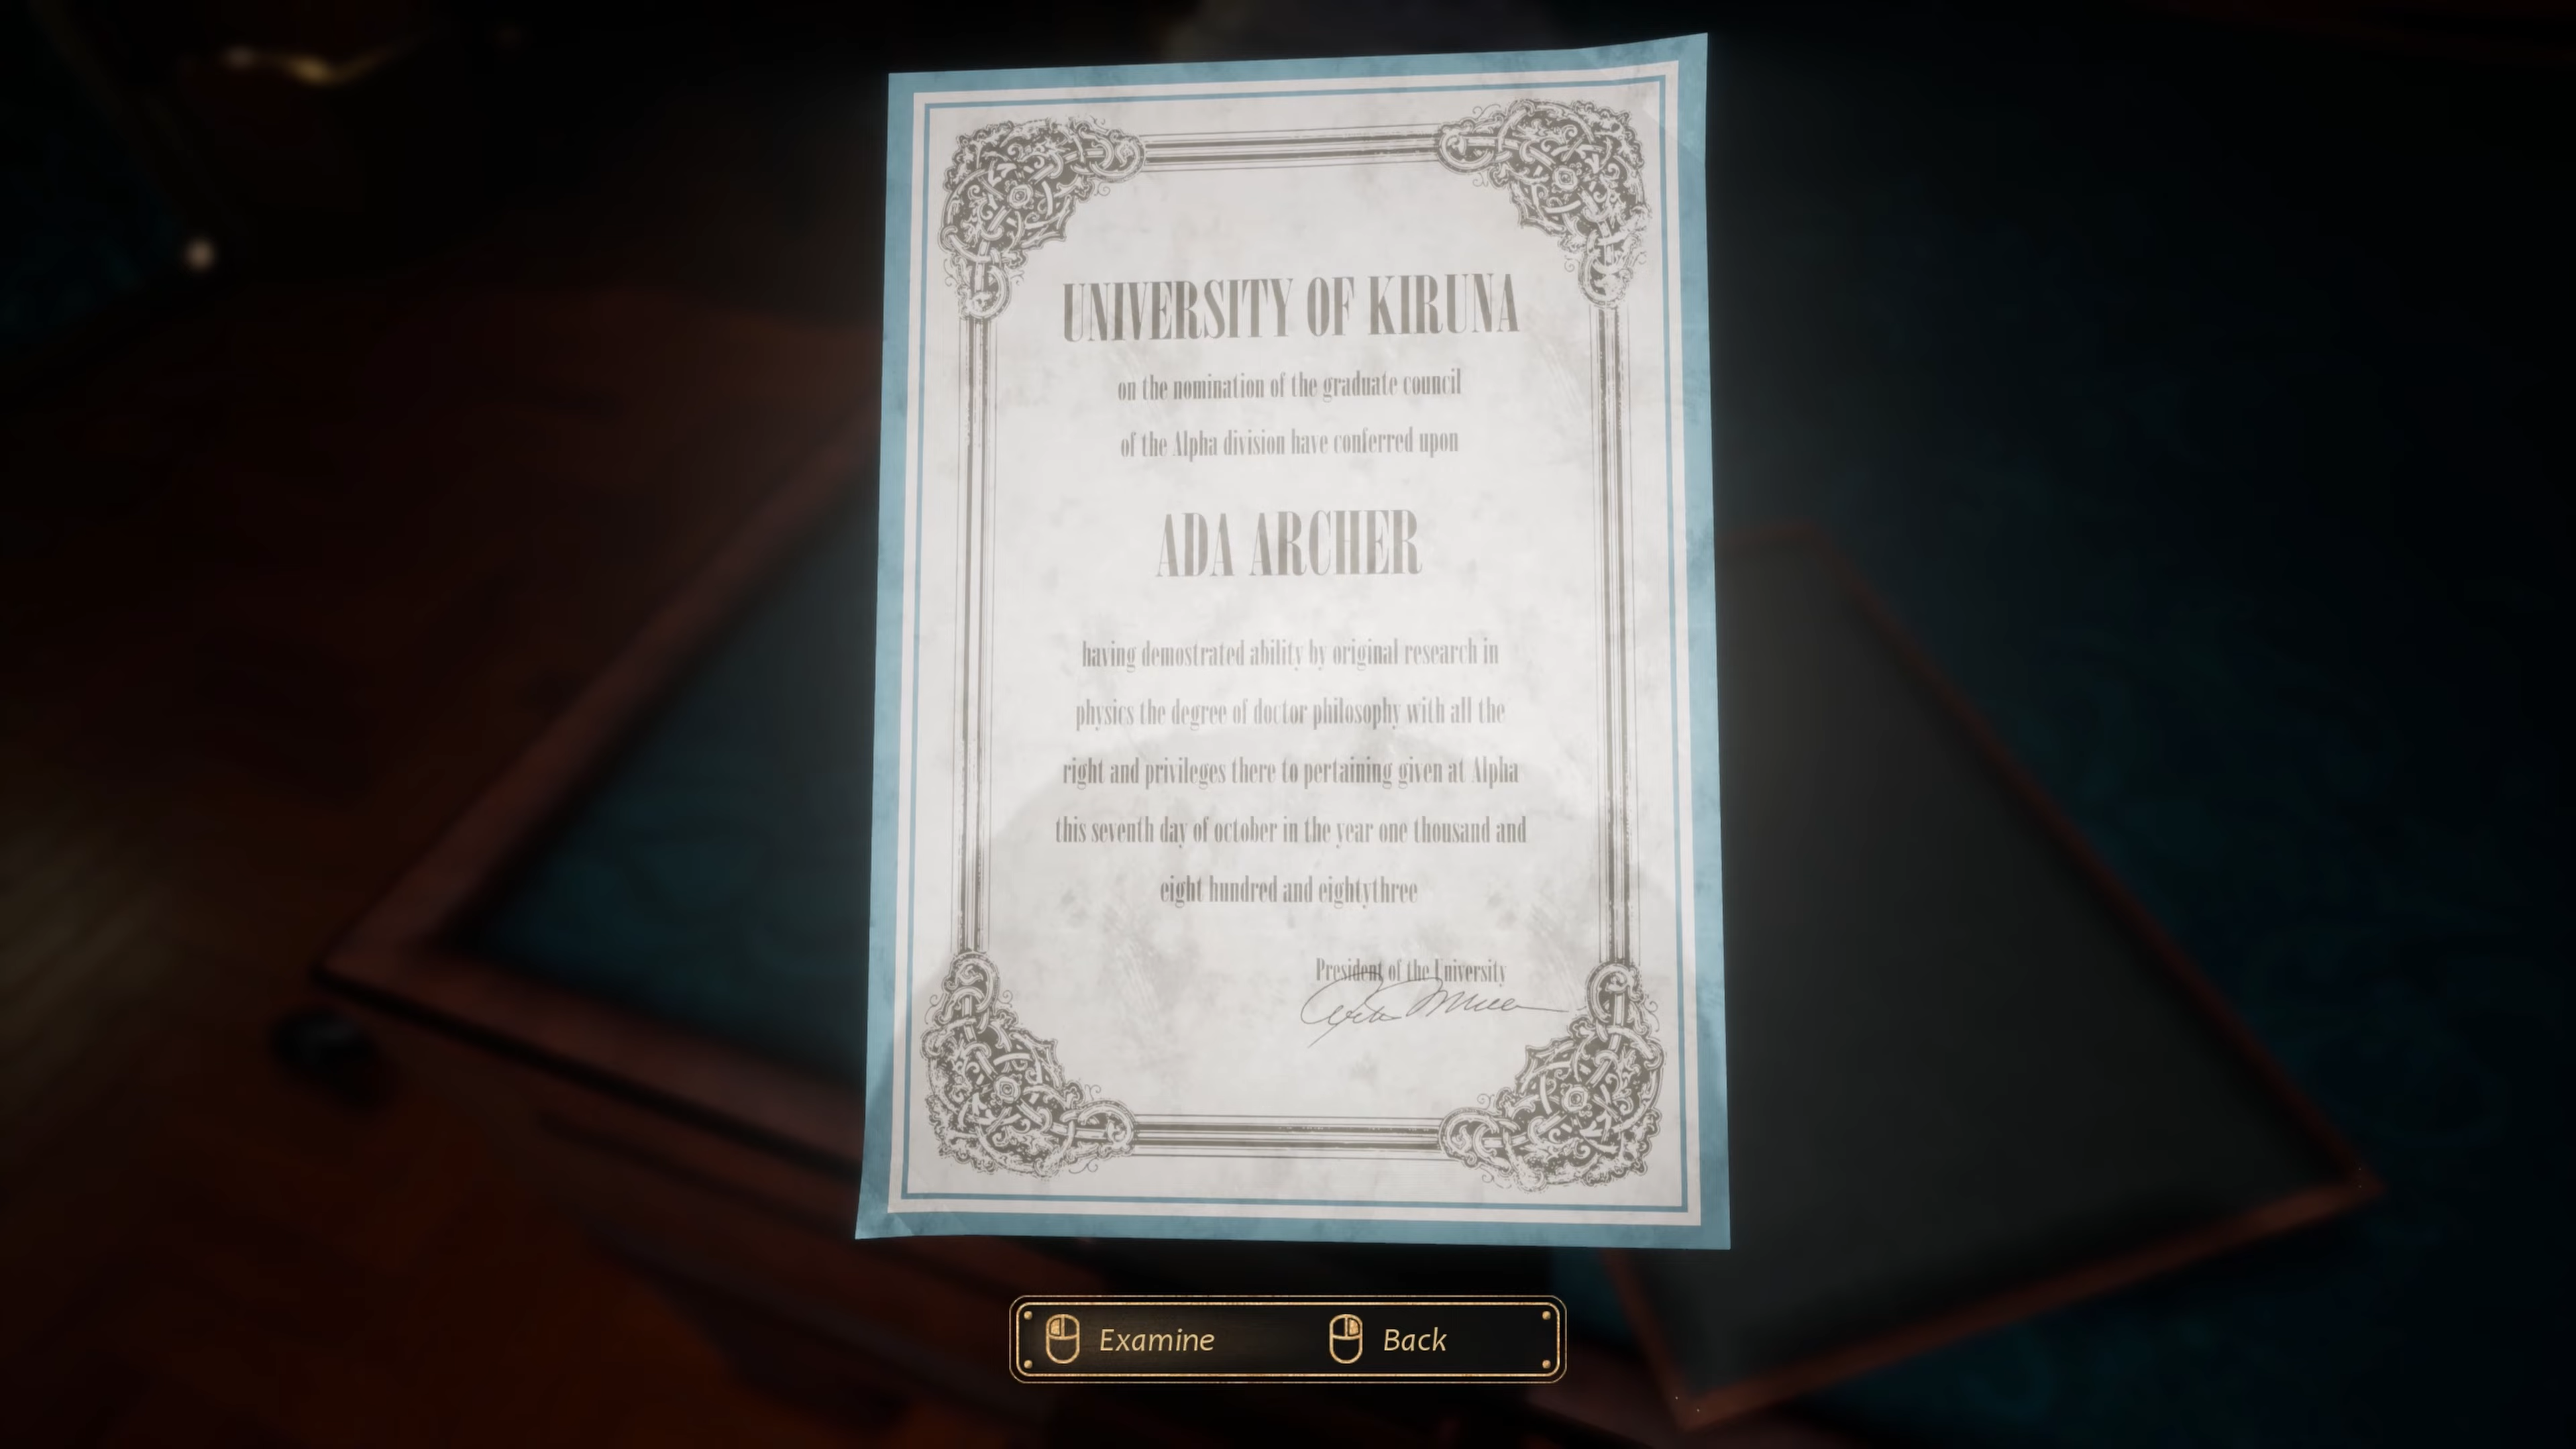 UNIVERSITY OF KIRUNA
on the nomination of the graduate council
of the Alpha division have conferred upon
ADA ARCHER
having demostrated ability by original research in
physics the degree of doctor philosophy with all the
right and privileges there to pertaining given at Alpha
this seventh day of october in the year one thousand and
eight hundred and eightythree
President of the University
Examine
Back